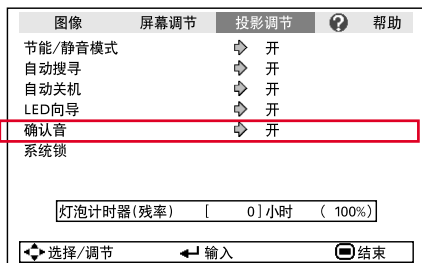 图像 屏幕调节 投影调节 ? 帮助
节能/静音模式 开
自动搜寻 开
自动关机 开
LED向导 开
确认音 开
系统锁
灯泡计时器(残率) [ 0]小时 ( 100%)
选择/调节 输入 结束